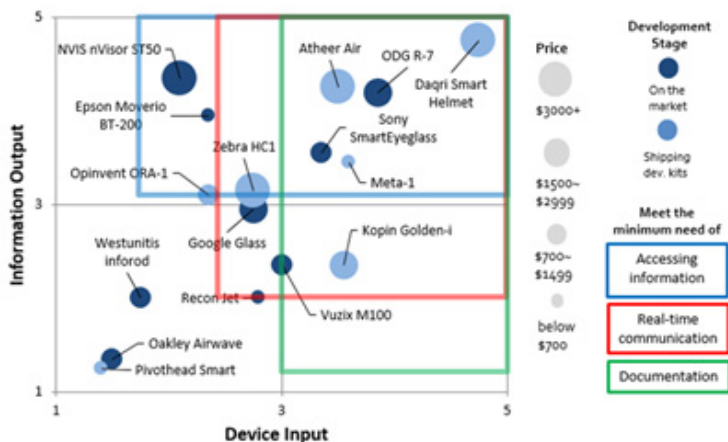 5
NVIS nVisor ST50
Atheer Air
ODG R-7
Epson Moverio
BT-200
Daqri Smart
Helmet
Sony
SmartEyeglass
Zebra HC1
Opinvent ORA-1
Meta-1
Information Output
3
Google Glass
Kopin Golden-i
Westunitis
inforod
Recon Jet
Vuzix M100
Oakley Airwave
Pivothead Smart
1
1
3
5
Device Input
Price
$3000+
$1500~
$2999
$700~
$1499
below
$700
Development
Stage
On the
market
Shipping
dev. kits
Meet the
minimum need of
Accessing
information
Real-time
communication
Documentation